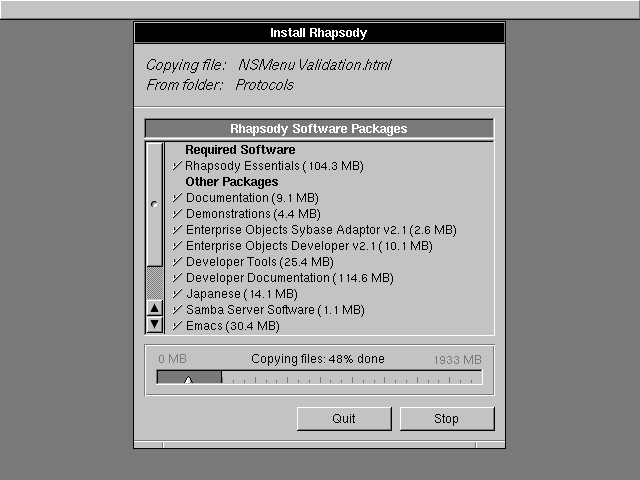 Install Rhapsody
Copying file: NSMenuValidation.html
From folder: Protocols
Rhapsody Software Packages
Required Software
Rhapsody Essentials (104.3 MB)
Other Packages
Documentation (9.1 MB)
Demonstrations (4.4 MB)
Enterprise Objects Sybase Adaptor v2.1 (2.6 MB)
Enterprise Objects Developer v2.1 (10.1 MB)
Developer Tools (25.4 MB)
Developer Documentation (114.6 MB)
Japanese (14.1 MB)
Samba Server Software (1.1 MB)
Emacs (30.4 MB)
0 MB Copying files: 48% done 1933 MB
Quit Stop